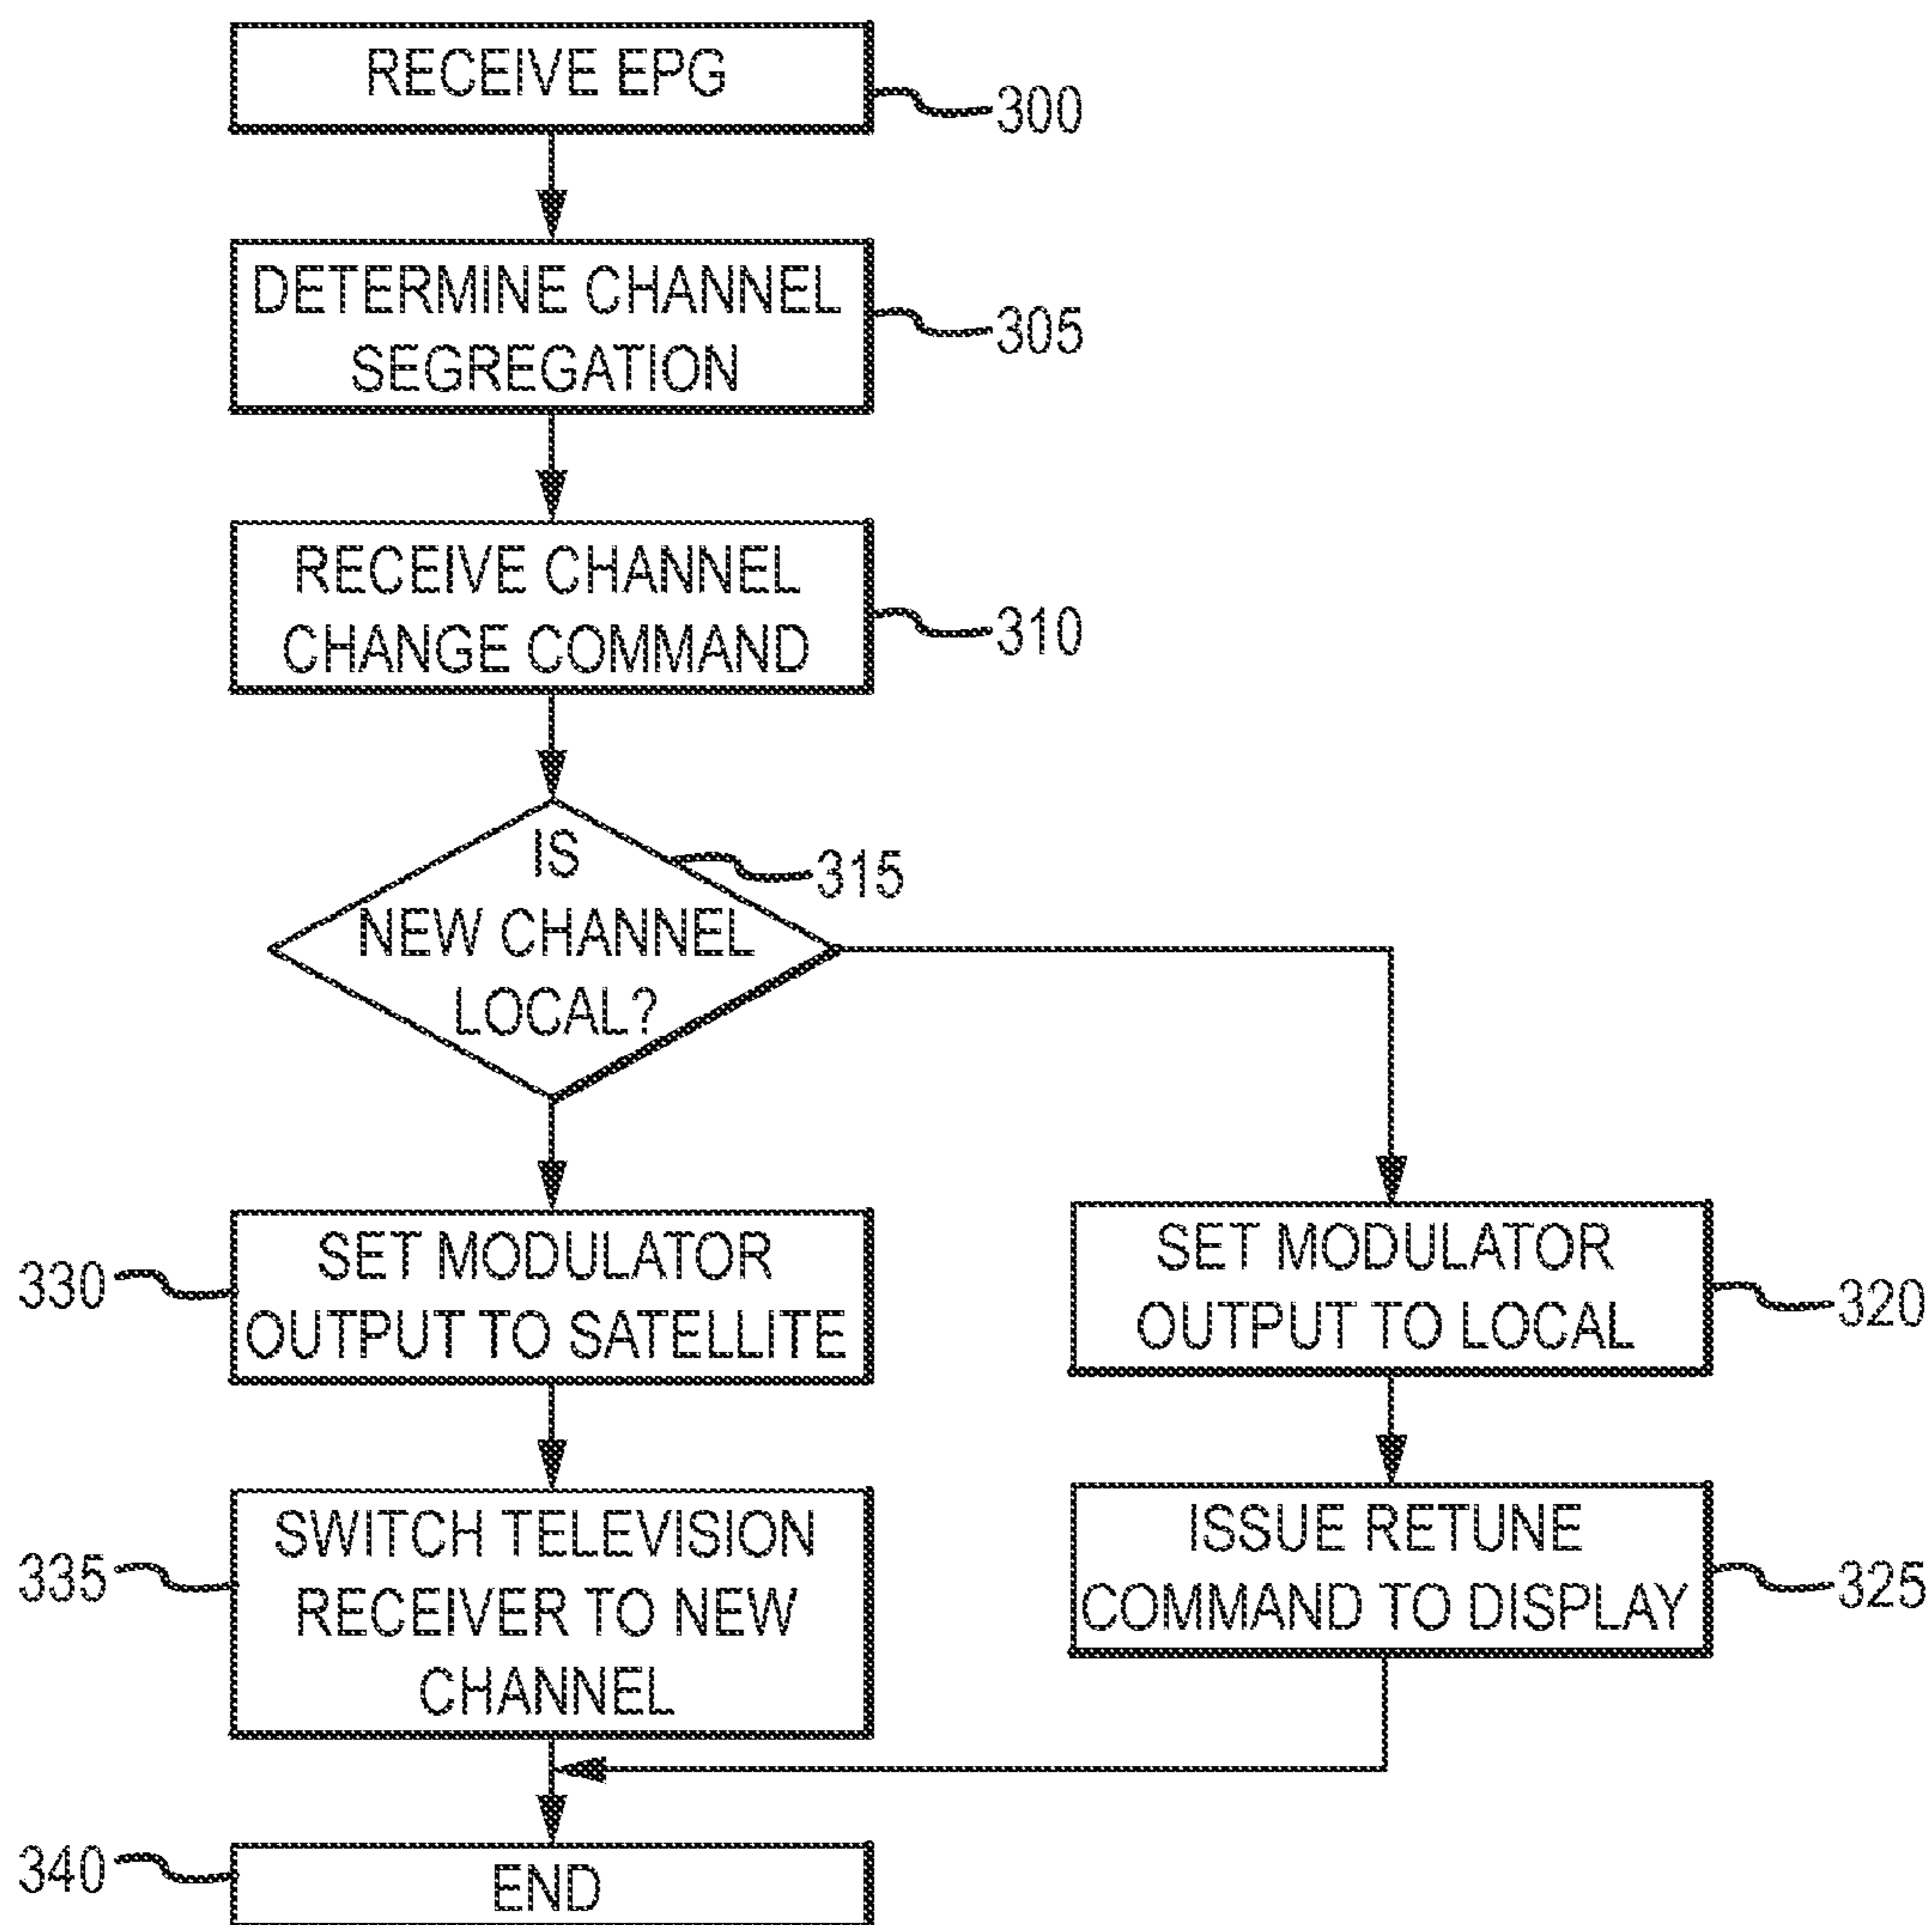 RECEIVE EPG
300
DETERMINE CHANNEL
SEGREGATION
305
RECEIVE CHANNEL
CHANGE COMMAND
310
IS
NEW CHANNEL
LOCAL?
315
330
SET MODULATOR
OUTPUT TO SATELLITE
SET MODULATOR
OUTPUT TO LOCAL
320
335
SWITCH TELEVISION
RECEIVER TO NEW
CHANNEL
ISSUE RETUNE
COMMAND TO DISPLAY
325
340
END